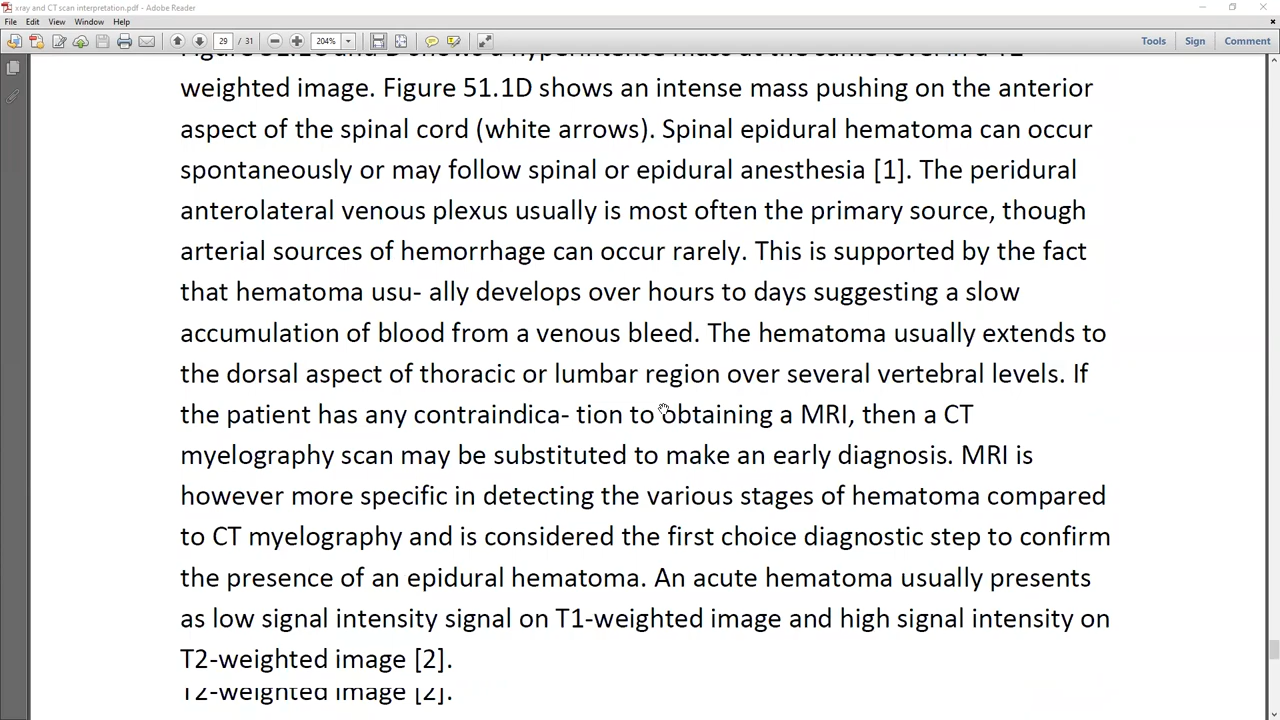 xray and CT scan interpretation.pdf - Adobe Reader
File Edit View Window Help
29 / 31 204% Tools Sign Comment
weighted image. Figure 51.1D shows an intense mass pushing on the anterior
aspect of the spinal cord (white arrows). Spinal epidural hematoma can occur
spontaneously or may follow spinal or epidural anesthesia [1]. The peridural
anterolateral venous plexus usually is most often the primary source, though
arterial sources of hemorrhage can occur rarely. This is supported by the fact
that hematoma usu- ally develops over hours to days suggesting a slow
accumulation of blood from a venous bleed. The hematoma usually extends to
the dorsal aspect of thoracic or lumbar region over several vertebral levels. If
the patient has any contraindica- tion to obtaining a MRI, then a CT
myelography scan may be substituted to make an early diagnosis. MRI is
however more specific in detecting the various stages of hematoma compared
to CT myelography and is considered the first choice diagnostic step to confirm
the presence of an epidural hematoma. An acute hematoma usually presents
as low signal intensity signal on T1-weighted image and high signal intensity on
T2-weighted image [2].
T2-weighted image [2].